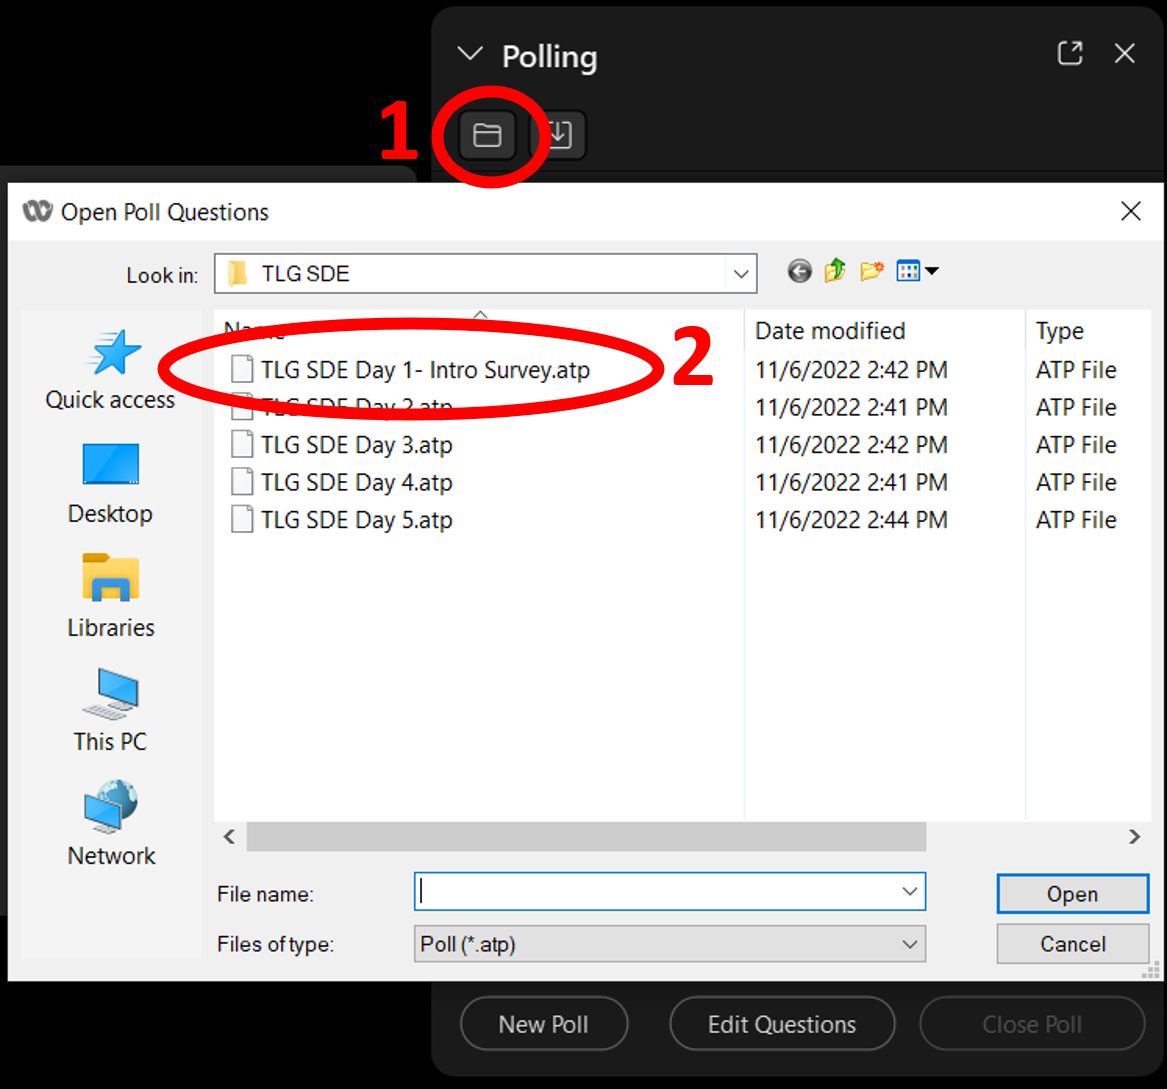 Polling
1
Open Poll Questions
Look in: TLG SDE
Name Date modified Type
TLG SDE Day 1- Intro Survey.atp 11/6/2022 2:42 PM ATP File
2
TLG SDE Day 2.atp 11/6/2022 2:41 PM ATP File
TLG SDE Day 3.atp 11/6/2022 2:42 PM ATP File
TLG SDE Day 4.atp 11/6/2022 2:41 PM ATP File
TLG SDE Day 5.atp 11/6/2022 2:44 PM ATP File
Quick access
Desktop
Libraries
This PC
Network
File name: Open
Files of type: Poll (*.atp) Cancel
New Poll Edit Questions Close Poll